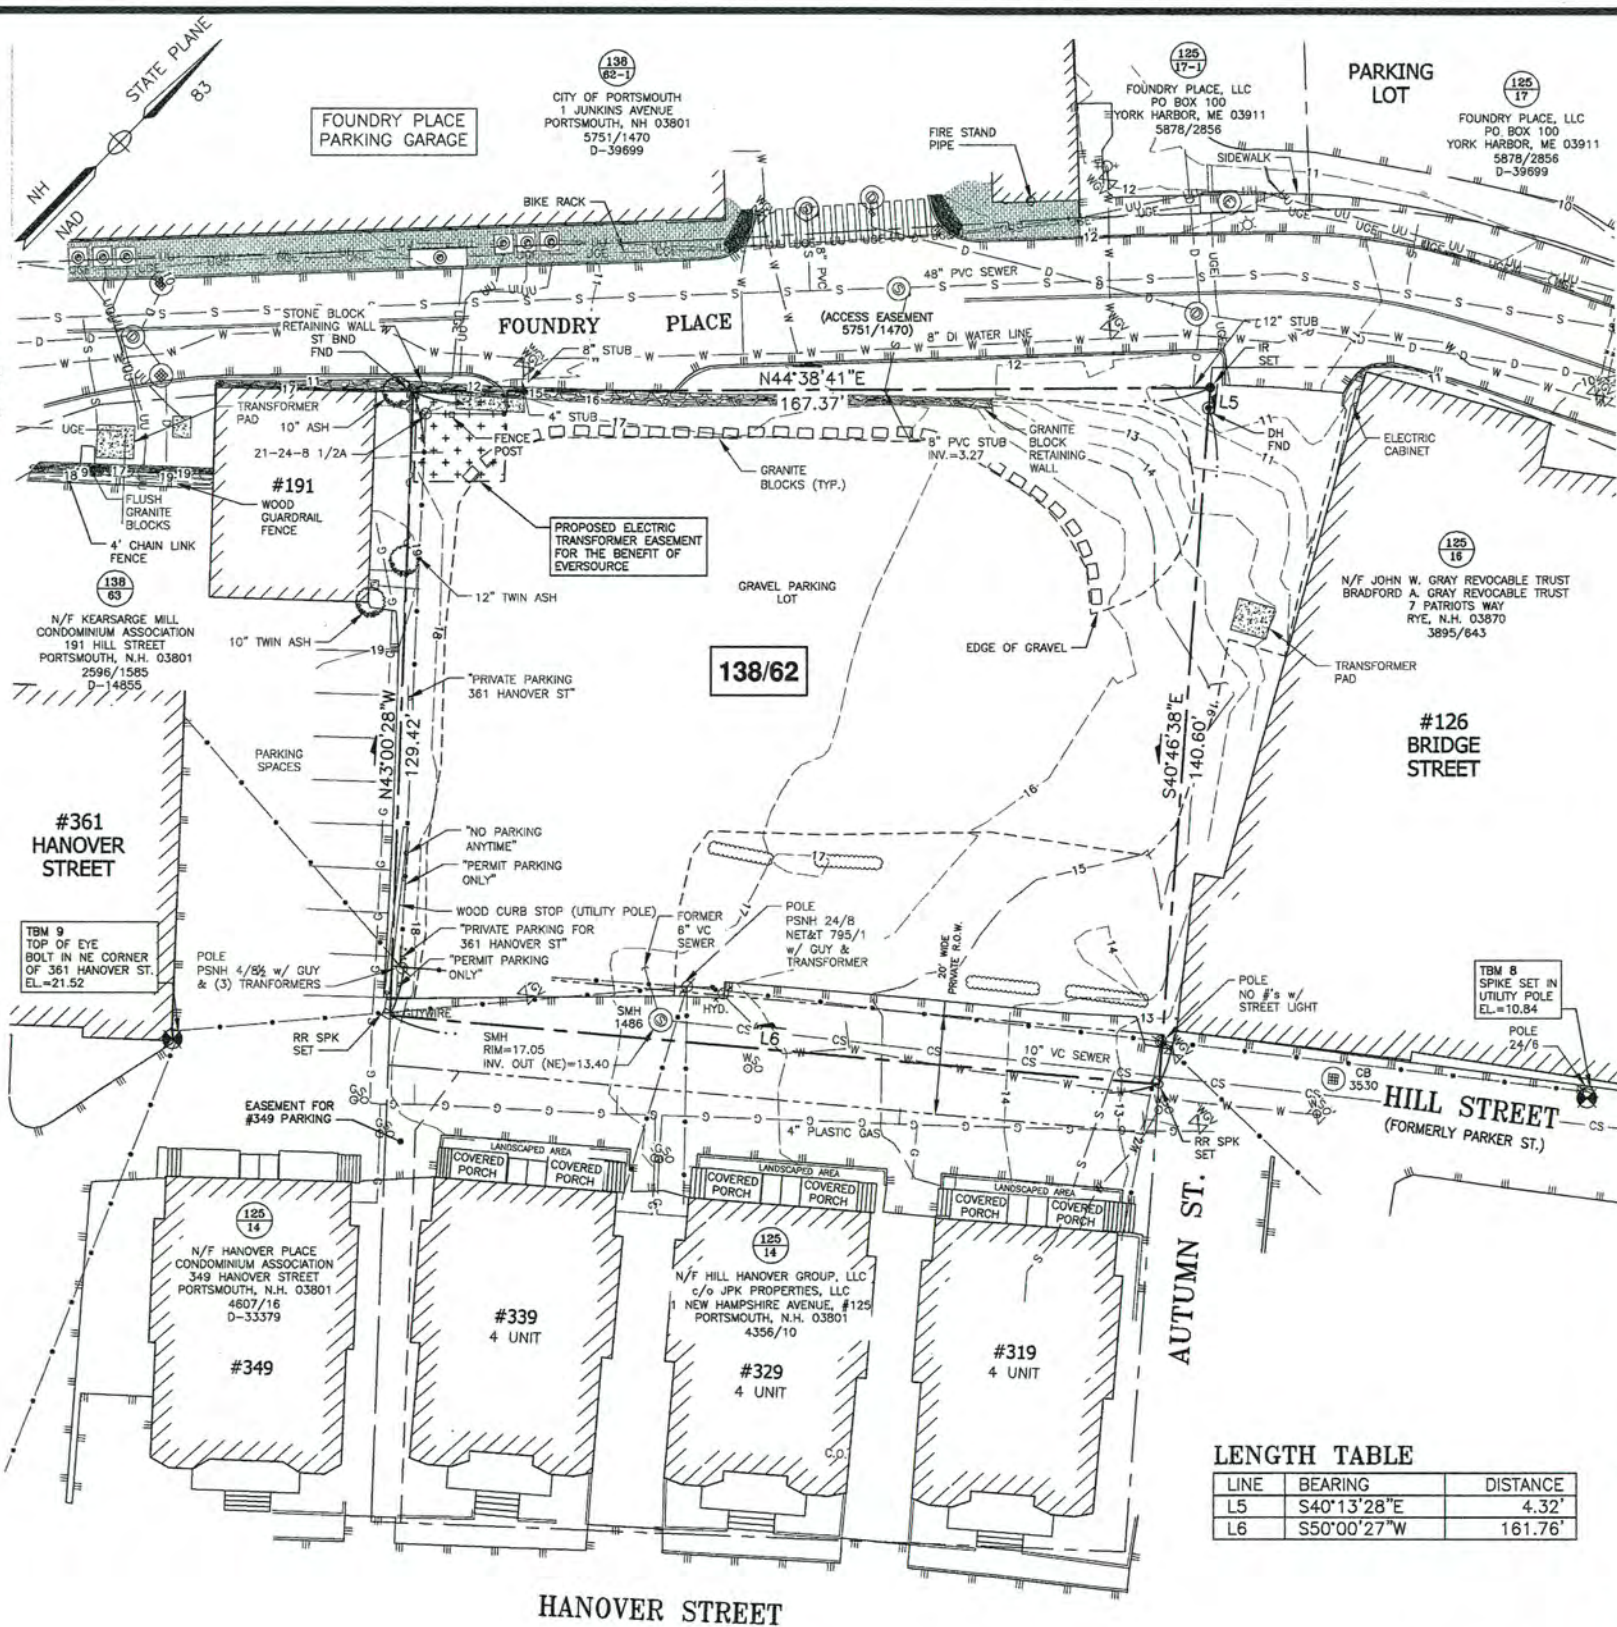 STATE PLANE
83
NH
NAD
FOUNDRY PLACE
PARKING GARAGE
138
62-1
CITY OF PORTSMOUTH
1 JUNKINS AVENUE
PORTSMOUTH, NH 03801
5751/1470
D-39699
125
17-1
FOUNDRY PLACE, LLC
PO BOX 100
YORK HARBOR, ME 03911
5878/2856
PARKING
LOT
125
17
FOUNDRY PLACE, LLC
PO BOX 100
YORK HARBOR, ME 03911
5878/2856
D-39699
FIRE STAND
PIPE
SIDEWALK
BIKE RACK
8" PVC
48" PVC SEWER
STONE BLOCK
RETAINING WALL
ST BND
FND
FOUNDRY PLACE
(ACCESS EASEMENT
5751/1470)
8" DI WATER LINE
8" STUB
12" STUB
IR
SET
N44°38'41"E
167.37'
L5
TRANSFORMER
PAD
10" ASH
21-24-8 1/2A
4" STUB
FENCE
POST
GRANITE
BLOCKS (TYP.)
8" PVC STUB
INV.=3.27
GRANITE
BLOCK
RETAINING
WALL
DH
FND
ELECTRIC
CABINET
UGE
#191
WOOD
GUARDRAIL
FENCE
FLUSH
GRANITE
BLOCKS
4' CHAIN LINK
FENCE
PROPOSED ELECTRIC
TRANSFORMER EASEMENT
FOR THE BENEFIT OF
EVERSOURCE
138
63
N/F KEARSARGE MILL
CONDOMINIUM ASSOCIATION
191 HILL STREET
PORTSMOUTH, N.H. 03801
2596/1585
D-14855
12" TWIN ASH
10" TWIN ASH
GRAVEL PARKING
LOT
EDGE OF GRAVEL
125
16
N/F JOHN W. GRAY REVOCABLE TRUST
BRADFORD A. GRAY REVOCABLE TRUST
7 PATRIOTS WAY
RYE, N.H. 03870
3895/643
TRANSFORMER
PAD
138/62
"PRIVATE PARKING
361 HANOVER ST"
N43°00'28"W
129.42'
S40°46'38"E
140.60'
#126
BRIDGE
STREET
PARKING
SPACES
#361
HANOVER
STREET
"NO PARKING
ANYTIME"
"PERMIT PARKING
ONLY"
WOOD CURB STOP (UTILITY POLE)
"PRIVATE PARKING FOR
361 HANOVER ST"
"PERMIT PARKING
ONLY"
FORMER
6" VC
SEWER
POLE
PSNH 24/8
NET&T 795/1
w/ GUY &
TRANSFORMER
20' WIDE
PRIVATE R.O.W.
TBM 9
TOP OF EYE
BOLT IN NE CORNER
OF 361 HANOVER ST.
EL.=21.52
POLE
PSNH 4/8½ w/ GUY
& (3) TRANFORMERS
POLE
NO #'s w/
STREET LIGHT
TBM 8
SPIKE SET IN
UTILITY POLE
EL.=10.84
POLE
24/6
GUYWIRE
RR SPK
SET
SMH
1486
SMH
RIM=17.05
INV. OUT (NE)=13.40
HYD.
L6
10" VC SEWER
CB
3530
HILL STREET
(FORMERLY PARKER ST.)
EASEMENT FOR
#349 PARKING
4" PLASTIC GAS
RR SPK
SET
LANDSCAPED AREA
COVERED
PORCH
COVERED
PORCH
LANDSCAPED AREA
COVERED
PORCH
COVERED
PORCH
LANDSCAPED AREA
COVERED
PORCH
COVERED
PORCH
AUTUMN ST.
125
14
N/F HANOVER PLACE
CONDOMINIUM ASSOCIATION
349 HANOVER STREET
PORTSMOUTH, N.H. 03801
4607/16
D-33379
#349
#339
4 UNIT
125
14
N/F HILL HANOVER GROUP, LLC
c/o JPK PROPERTIES, LLC
1 NEW HAMPSHIRE AVENUE, #125
PORTSMOUTH, N.H. 03801
4356/10
#329
4 UNIT
#319
4 UNIT
C.O.
LENGTH TABLE
LINE BEARING DISTANCE
L5 S40°13'28"E 4.32'
L6 S50°00'27"W 161.76'
HANOVER STREET